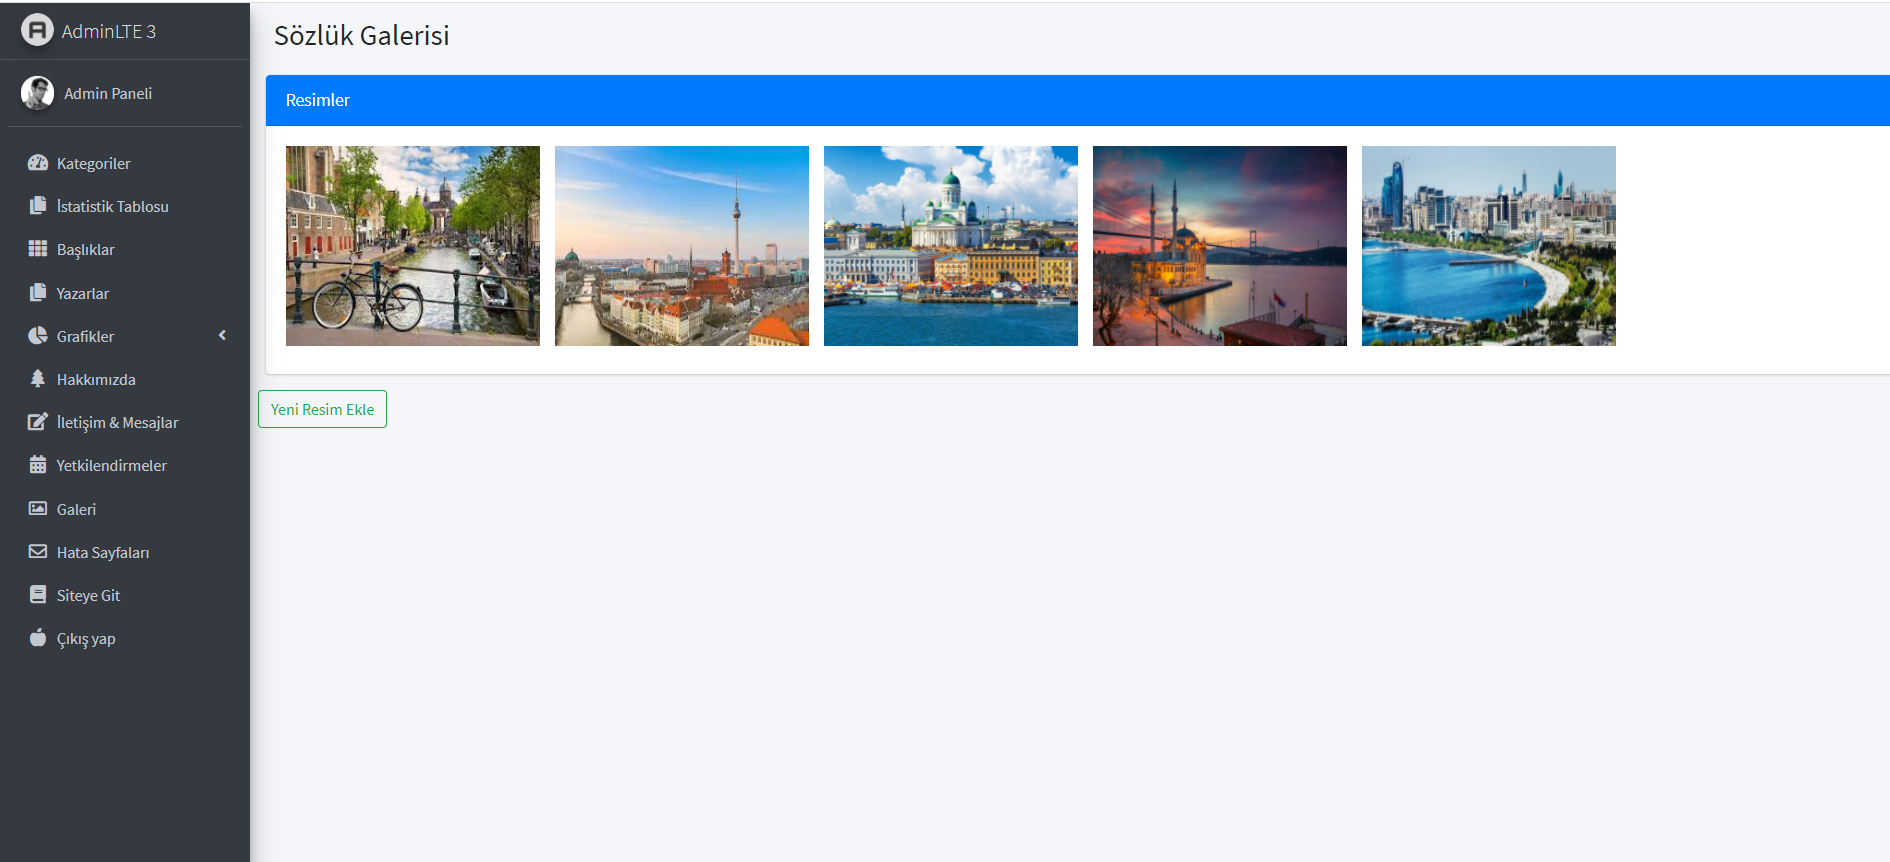 AdminLTE 3
Admin Paneli
Kategoriler
İstatistik Tablosu
Başlıklar
Yazarlar
Grafikler
Hakkımızda
İletişim & Mesajlar
Yetkilendirmeler
Galeri
Hata Sayfaları
Siteye Git
Çıkış yap
Sözlük Galerisi
Resimler
Yeni Resim Ekle